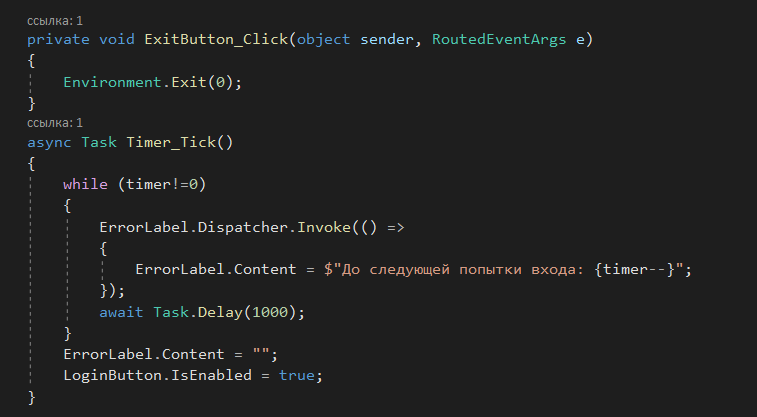 ссылка: 1
private void ExitButton_Click(object sender, RoutedEventArgs e)
{
    Environment.Exit(0);
}
ссылка: 1
async Task Timer_Tick()
{
    while (timer!=0)
    {
        ErrorLabel.Dispatcher.Invoke(() =>
        {
            ErrorLabel.Content = $"До следующей попытки входа: {timer--}";
        });
        await Task.Delay(1000);
    }
    ErrorLabel.Content = "";
    LoginButton.IsEnabled = true;
}